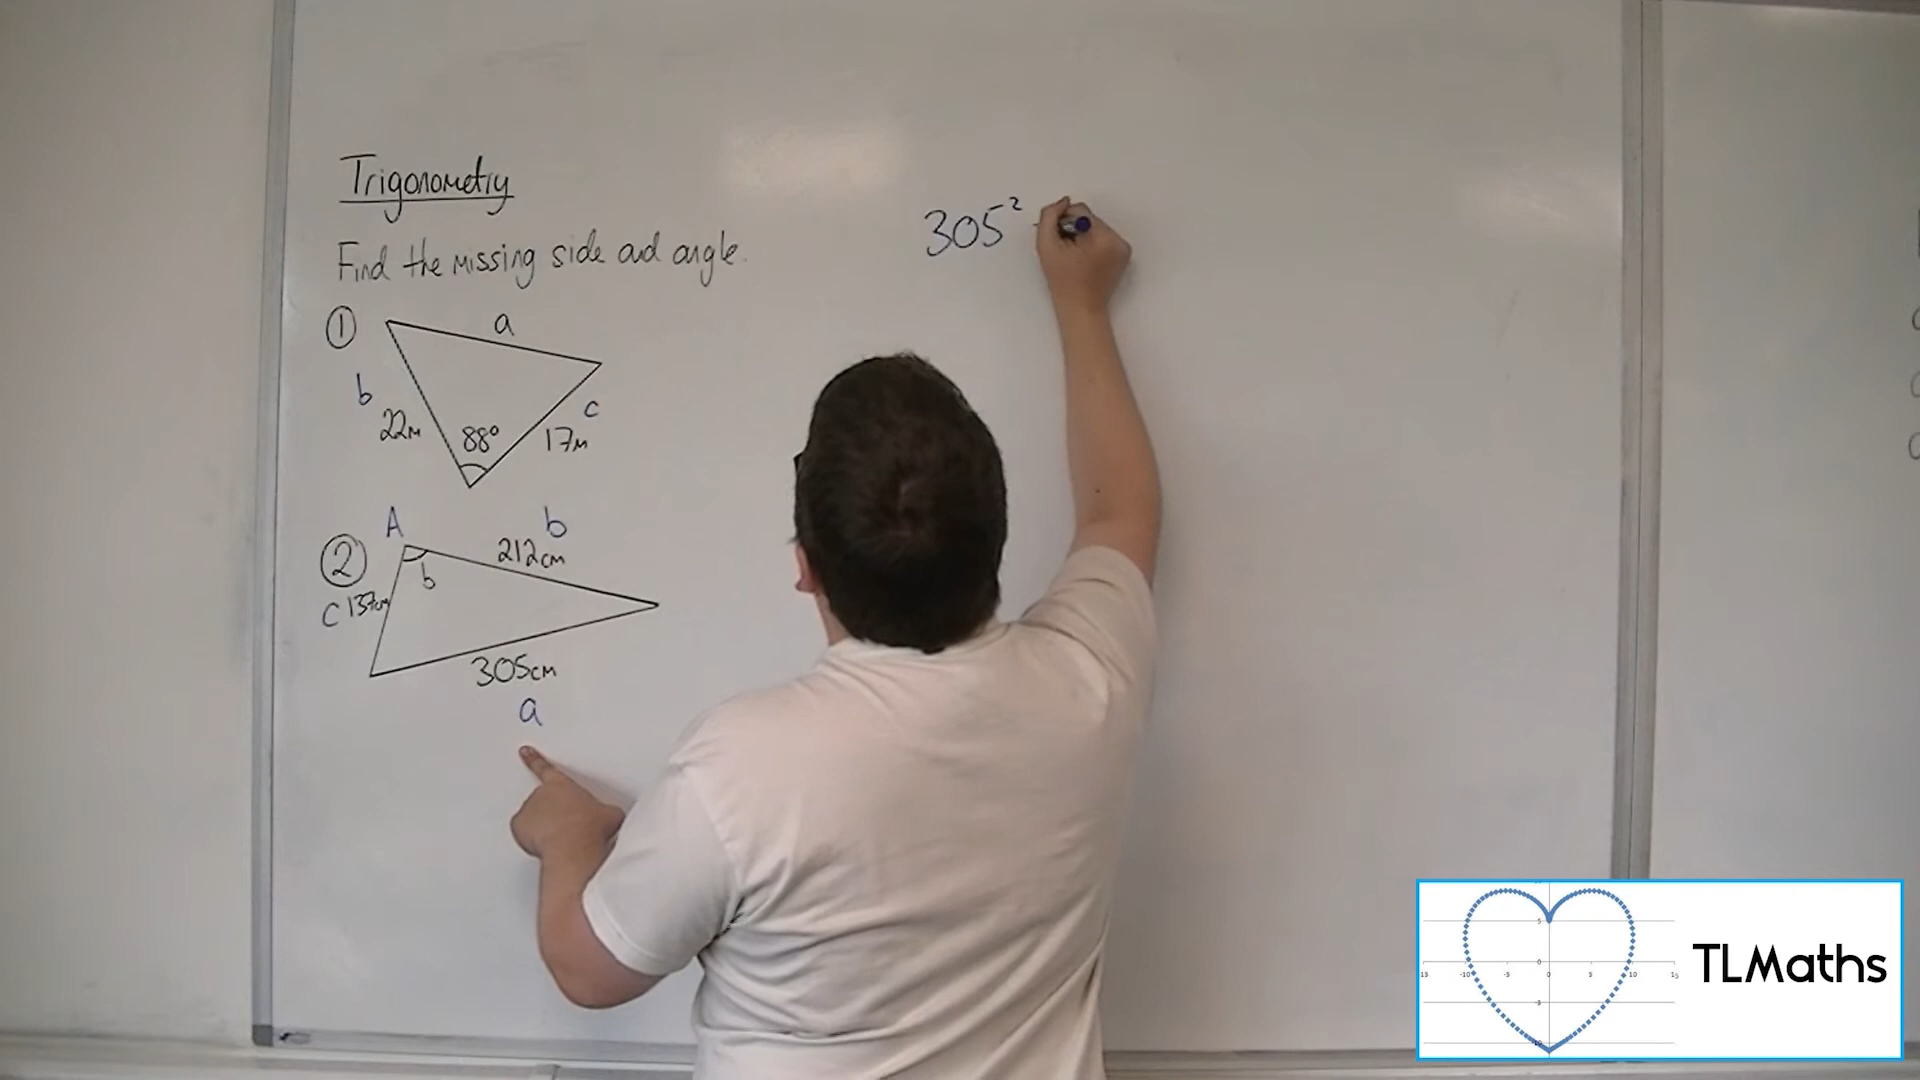 Trigonometry
Find the missing side and angle.
305²
① a
b
22m
88°
c
17m
A
b
② 212cm
b
c 137cm
305cm
a
TLMaths